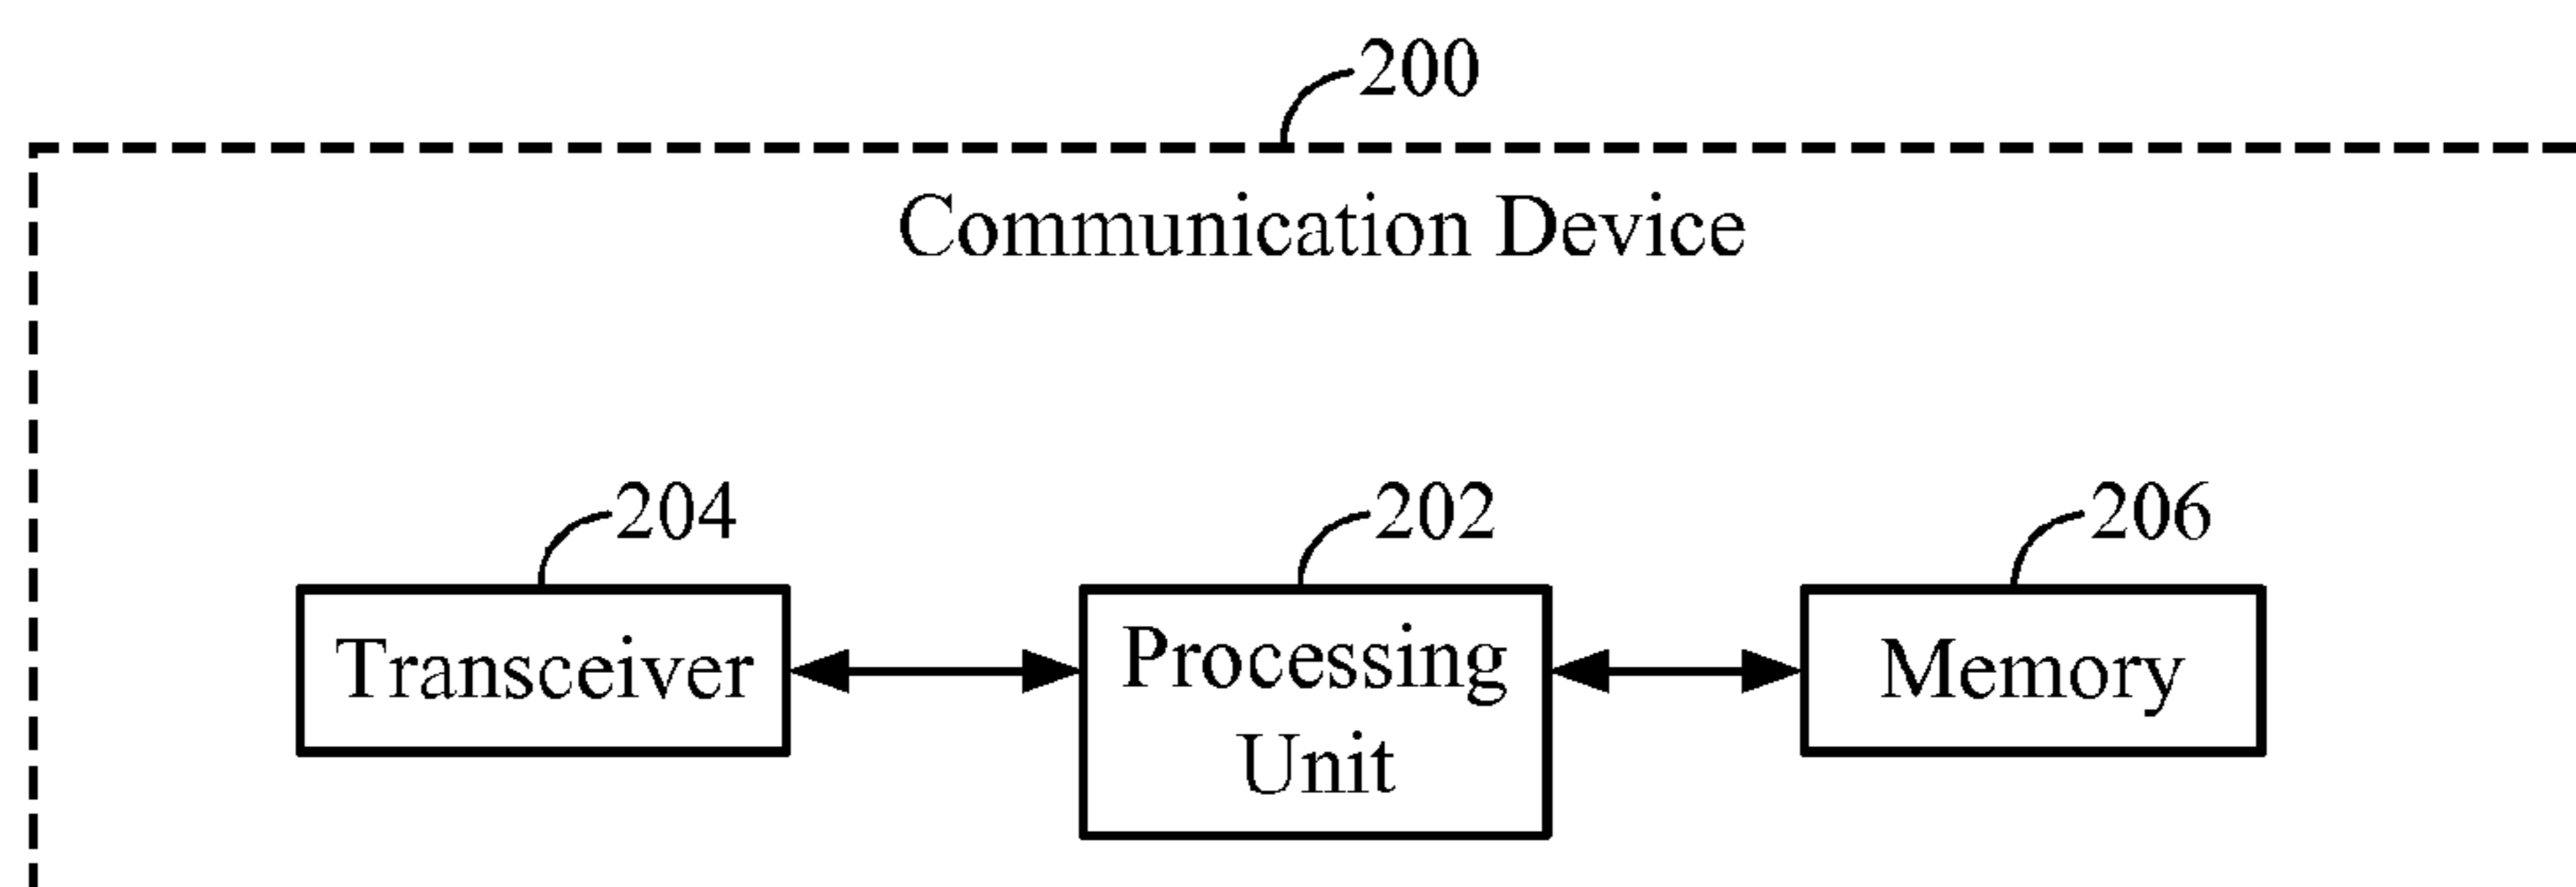 200
Communication Device
204
202
206
Transceiver
Processing
Unit
Memory